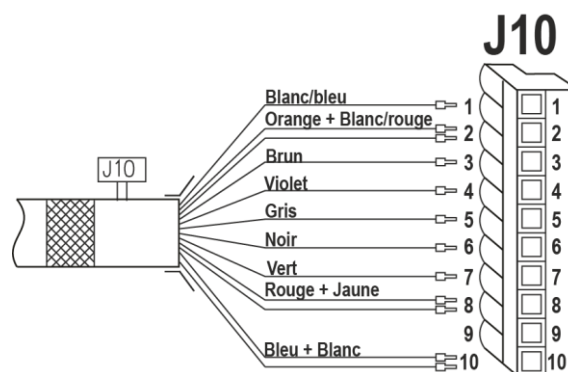 J10
J10
Blanc/bleu 1 1
Orange + Blanc/rouge 2 2
Brun 3 3
Violet 4 4
Gris 5 5
Noir 6 6
Vert 7 7
Rouge + Jaune 8 8
9 9
Bleu + Blanc 10 10